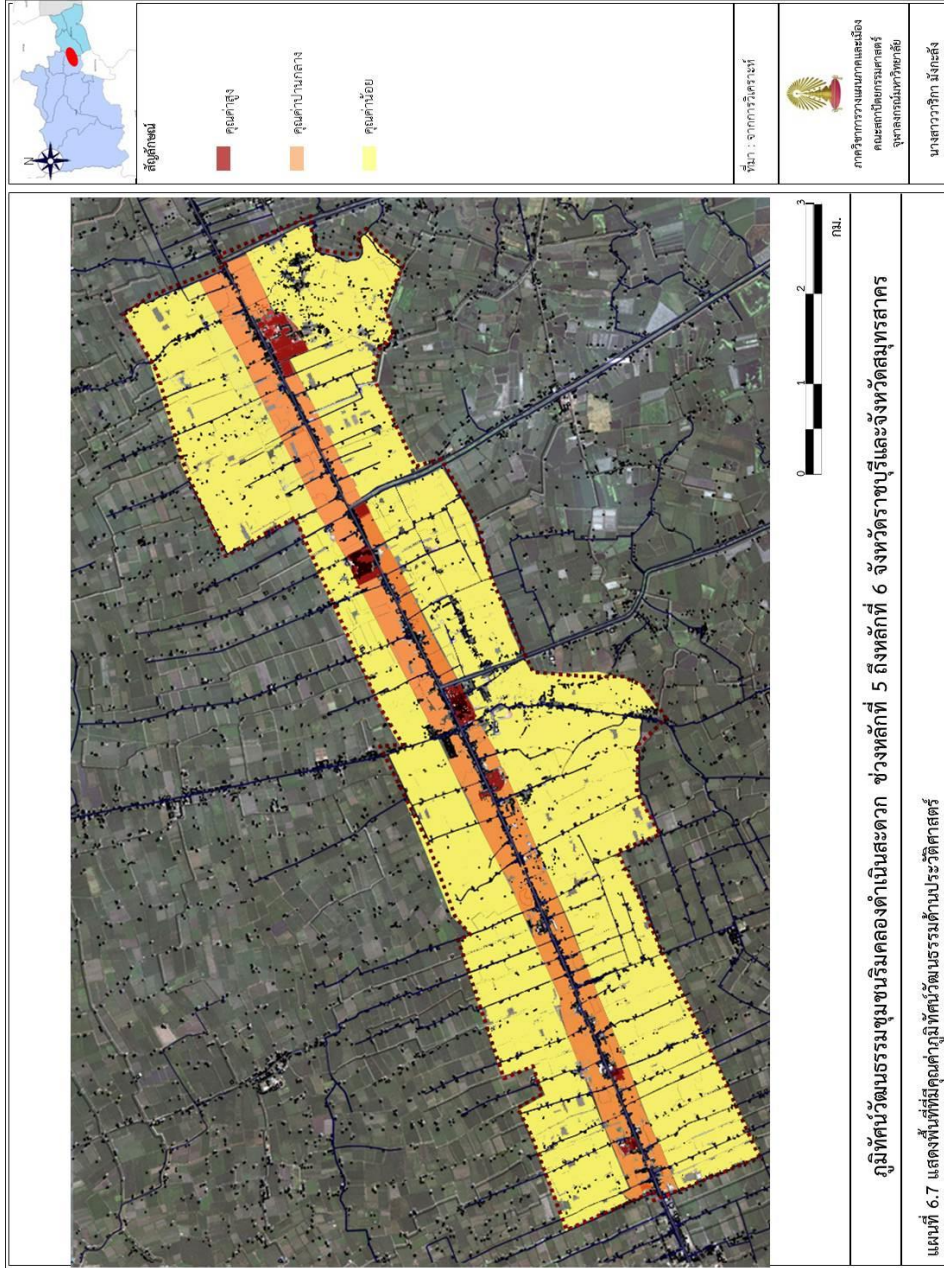 N
สัญลักษณ์
คุณค่าสูง
คุณค่าปานกลาง
คุณค่าน้อย
ที่มา : จากการวิเคราะห์
ภาควิชาการวางแผนภาคและเมือง
คณะสถาปัตยกรรมศาสตร์
จุฬาลงกรณ์มหาวิทยาลัย
นางสาววาริกา มังกะลัง
0 1 2 3
กม.
ภูมิทัศน์วัฒนธรรมชุมชนริมคลองดำเนินสะดวก ช่วงหลักที่ 5 ถึงหลักที่ 6 จังหวัดราชบุรีและจังหวัดสมุทรสาคร
แผนที่ 6.7 แสดงพื้นที่ที่มีคุณค่าภูมิทัศน์วัฒนธรรมด้านประวัติศาสตร์